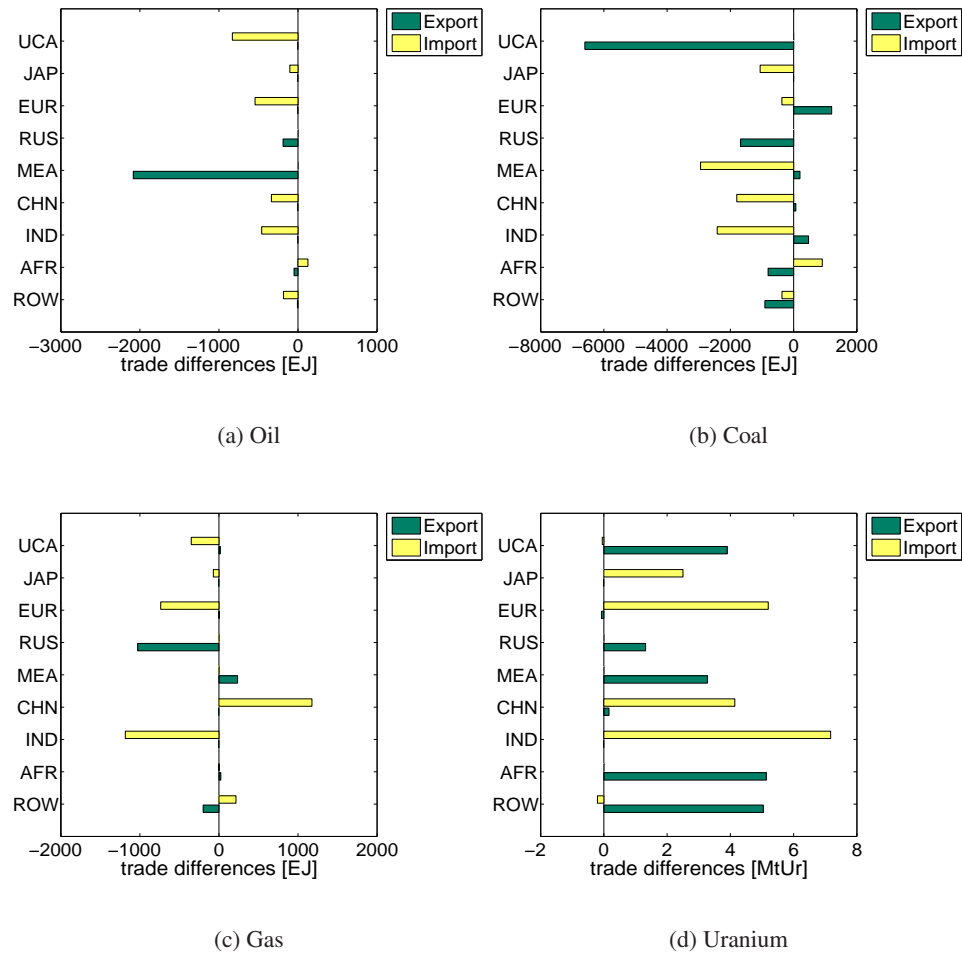 Export
Import
UCA
JAP
EUR
RUS
MEA
CHN
IND
AFR
ROW
−3000 −2000 −1000 0 1000
trade differences [EJ]
(a) Oil
Export
Import
UCA
JAP
EUR
RUS
MEA
CHN
IND
AFR
ROW
−8000 −6000 −4000 −2000 0 2000
trade differences [EJ]
(b) Coal
Export
Import
UCA
JAP
EUR
RUS
MEA
CHN
IND
AFR
ROW
−2000 −1000 0 1000 2000
trade differences [EJ]
(c) Gas
Export
Import
UCA
JAP
EUR
RUS
MEA
CHN
IND
AFR
ROW
−2 0 2 4 6 8
trade differences [MtUr]
(d) Uranium